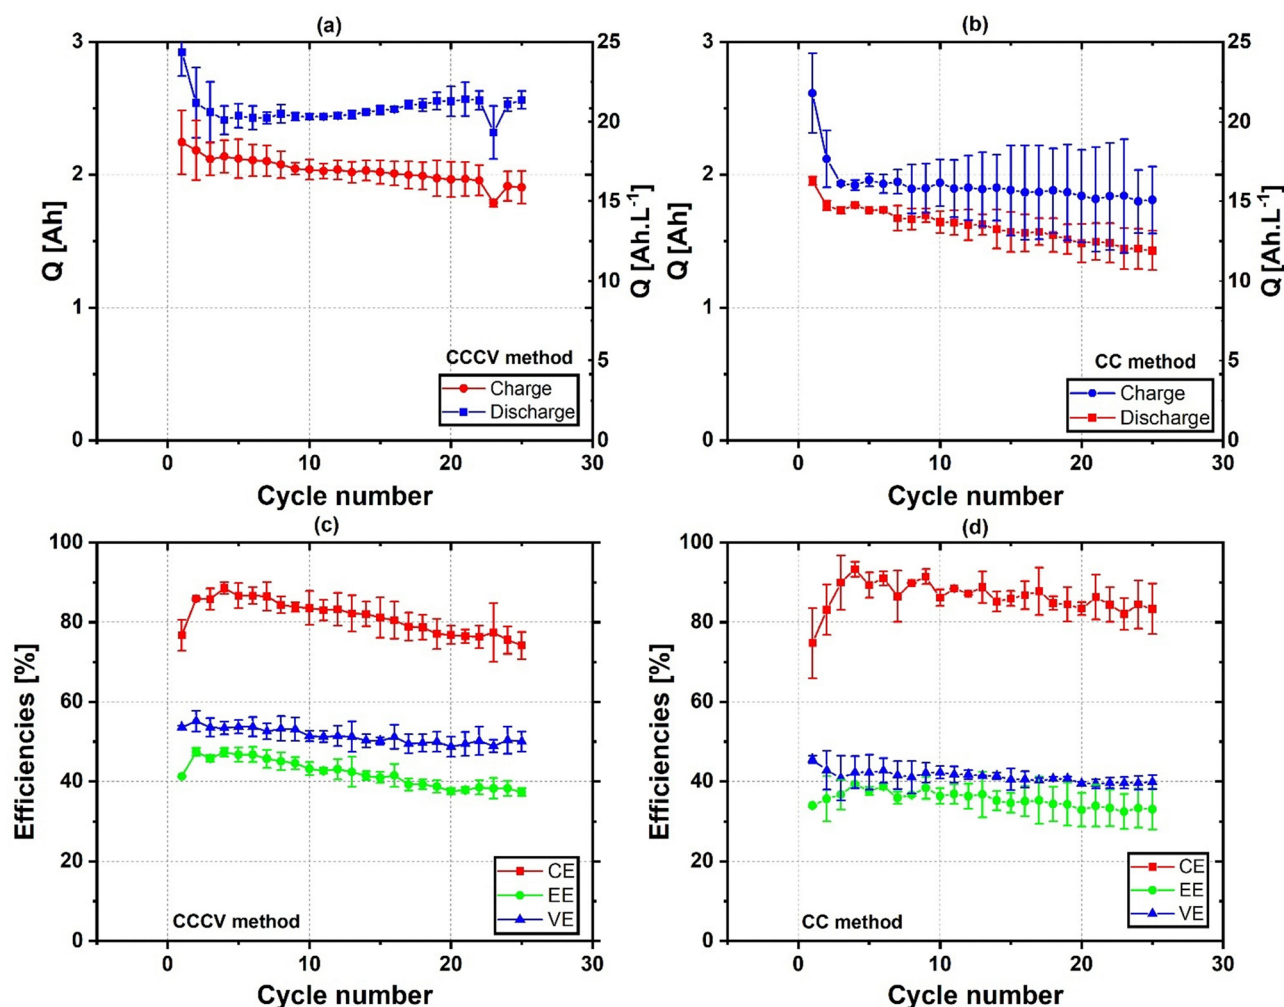 (a)
3
2
1
0
Q [Ah]
25
20
15
10
5
0
Q [Ah.L-1]
CCCV method
Charge
Discharge
0 10 20 30
Cycle number
(b)
3
2
1
0
Q [Ah]
25
20
15
10
5
0
Q [Ah.L-1]
CC method
Charge
Discharge
0 10 20 30
Cycle number
(c)
100
80
60
40
20
0
Efficiencies [%]
CE
EE
VE
CCCV method
0 10 20 30
Cycle number
(d)
100
80
60
40
20
0
Efficiencies [%]
CE
EE
VE
CC method
0 10 20 30
Cycle number